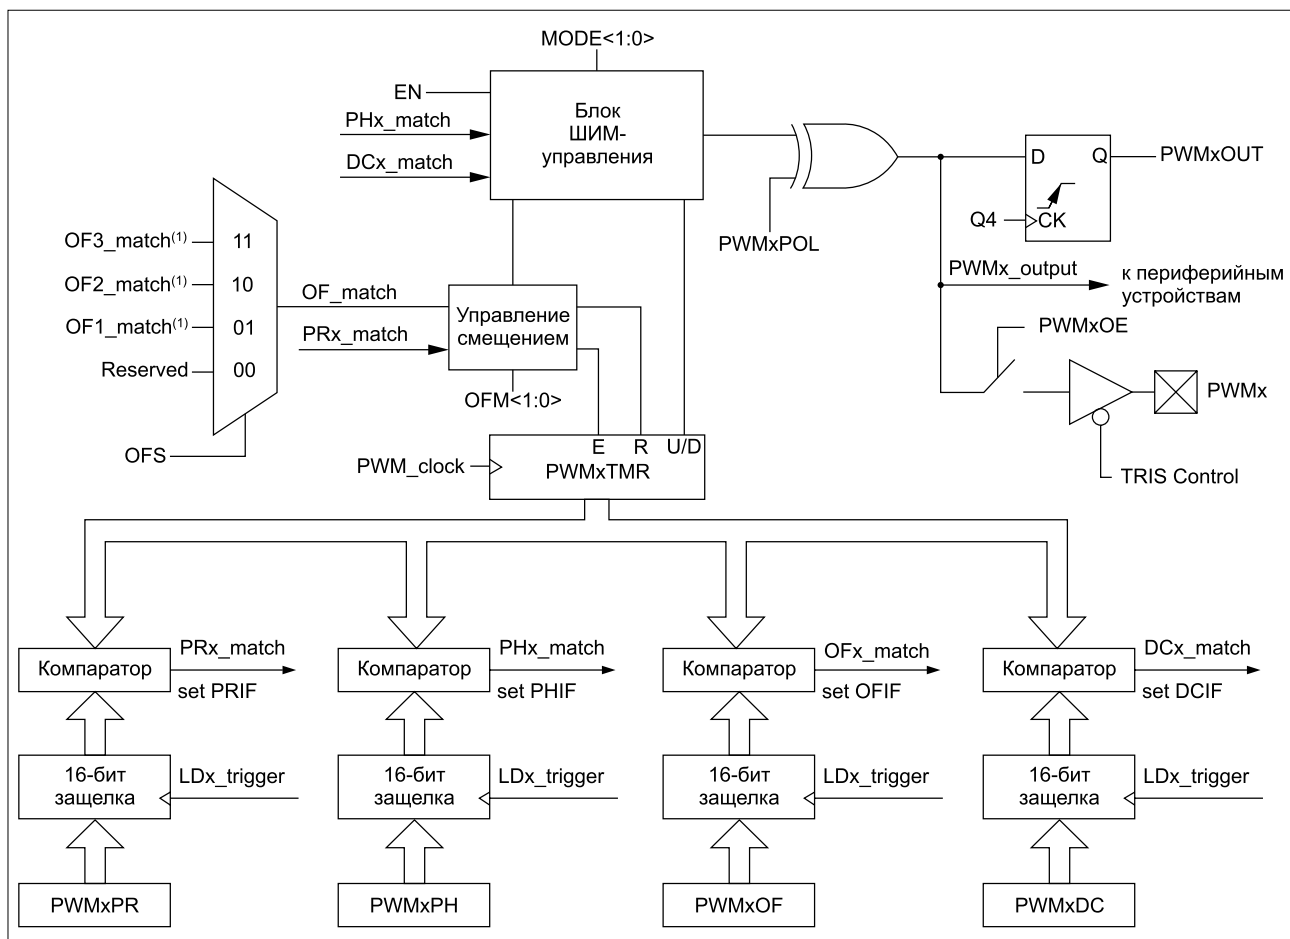 MODE<1:0>
EN
PHx_match
DCx_match
Блок
ШИМ-
управления
PWMxPOL
D
Q
Q4
CK
PWMxOUT
PWMx_output
к периферийным
устройствам
PWMxOE
PWMx
TRIS Control
OF3_match(1)
11
OF2_match(1)
10
OF1_match(1)
01
Reserved
00
OFS
OF_match
PRx_match
Управление
смещением
OFM<1:0>
E
R
U/D
PWM_clock
PWMxTMR
Компаратор
PRx_match
set PRIF
Компаратор
PHx_match
set PHIF
Компаратор
OFx_match
set OFIF
Компаратор
DCx_match
set DCIF
16-бит
защелка
LDx_trigger
16-бит
защелка
LDx_trigger
16-бит
защелка
LDx_trigger
16-бит
защелка
LDx_trigger
PWMxPR
PWMxPH
PWMxOF
PWMxDC